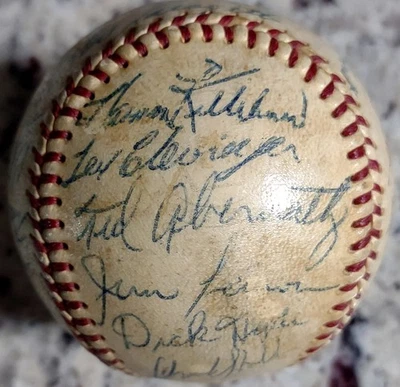 Harmon Killebrew
Tex Clevenger
Ted Abernathy
Jim Lemon
Dick Hyde